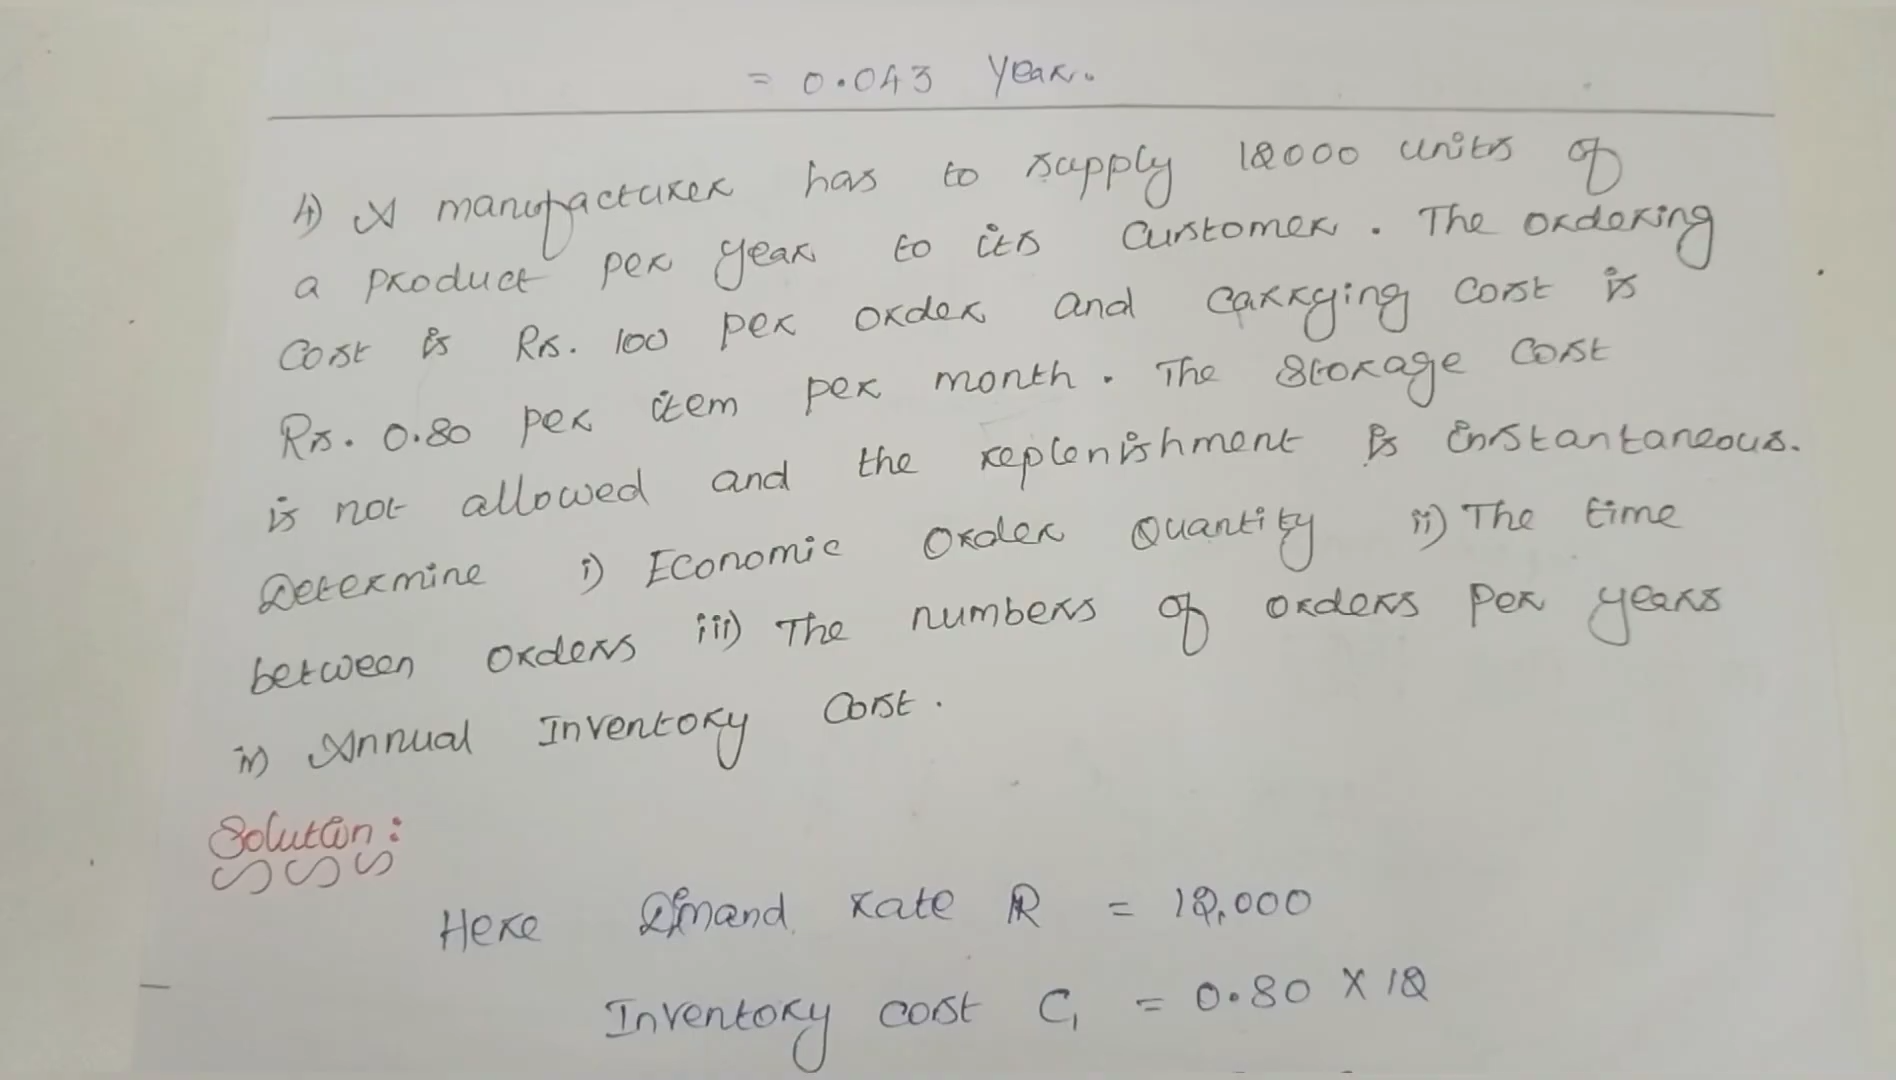 = 0.043 Year.
4) A manufacturer has to supply 12000 units of
a product per year to its customer. The ordering
cost is Rs. 100 per order and carrying cost is
Rs. 0.80 per item per month. The Storage cost
is not allowed and the replenishment is instantaneous.
Determine i) Economic Order Quantity ii) The time
between orders iii) The numbers of orders per years
iv) Annual Inventory Cost.
Solution:
Here Demand rate R = 12,000
Inventory cost C₁ = 0.80 × 12